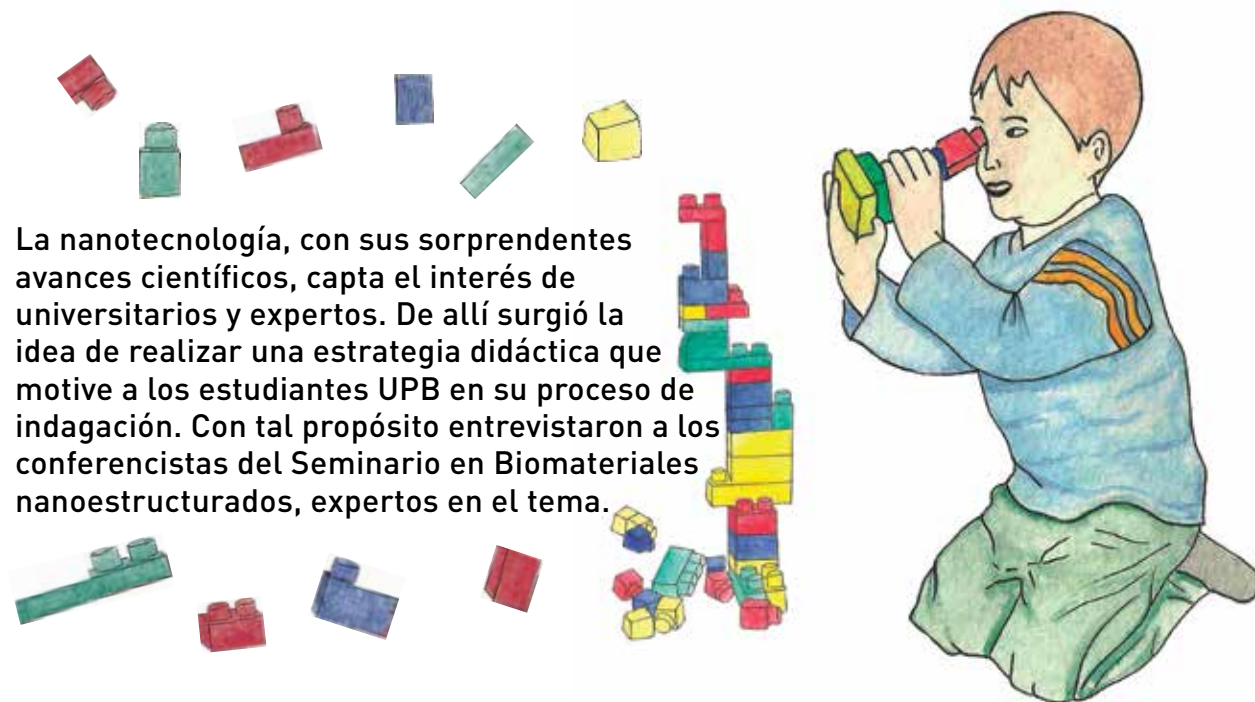 La nanotecnología, con sus sorprendentes
avances científicos, capta el interés de
universitarios y expertos. De allí surgió la
idea de realizar una estrategia didáctica que
motive a los estudiantes UPB en su proceso de
indagación. Con tal propósito entrevistaron a los
conferencistas del Seminario en Biomateriales
nanoestructurados, expertos en el tema.